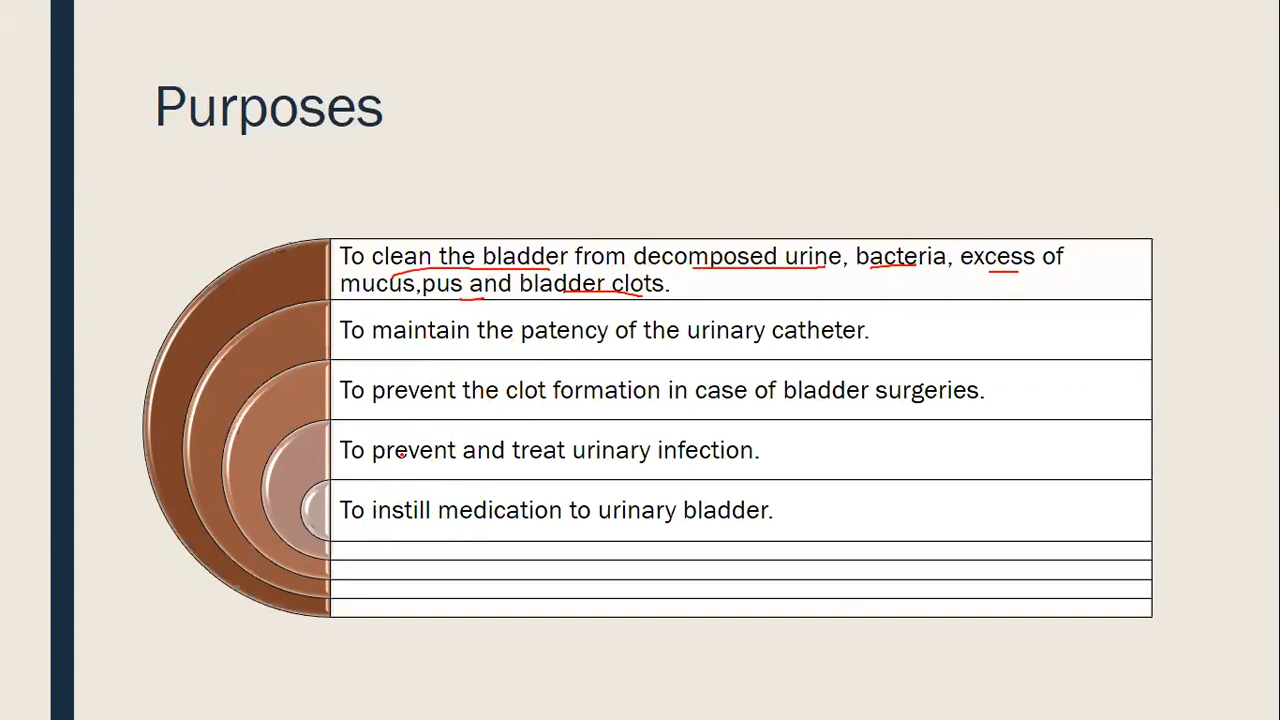 Purposes
To clean the bladder from decomposed urine, bacteria, excess of
mucus,pus and bladder clots.
To maintain the patency of the urinary catheter.
To prevent the clot formation in case of bladder surgeries.
To prevent and treat urinary infection.
To instill medication to urinary bladder.